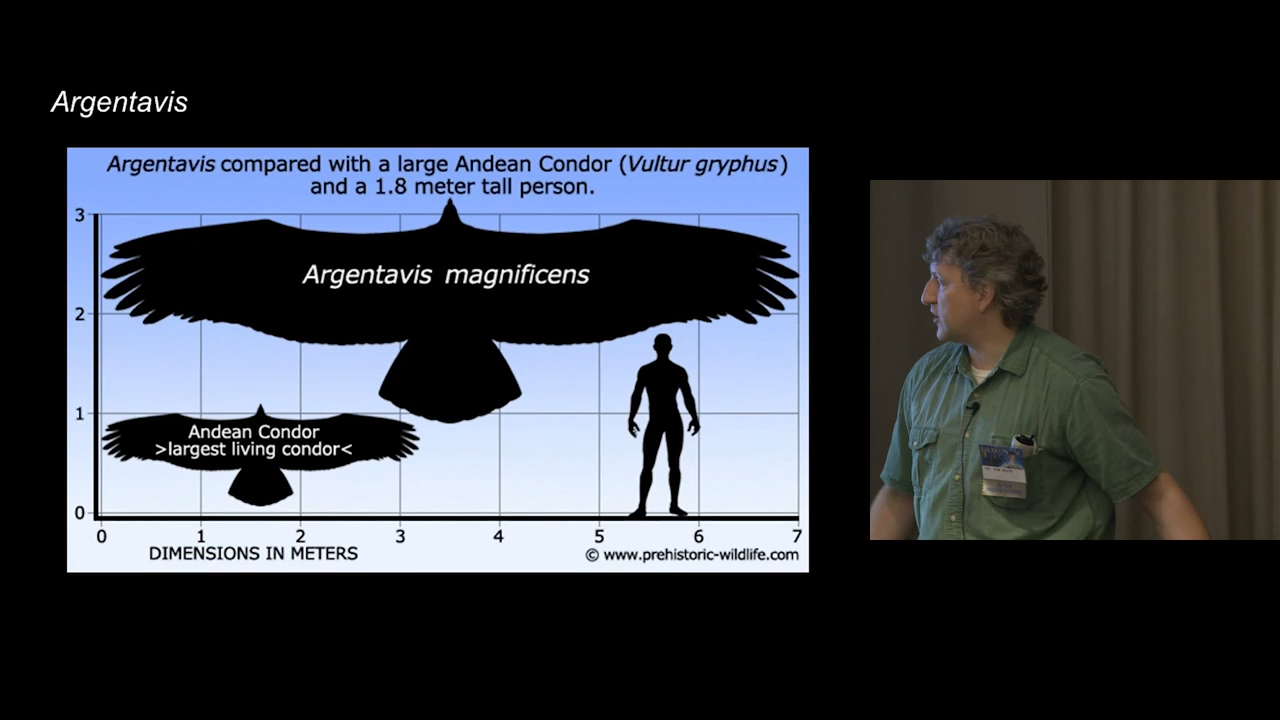 Argentavis
Argentavis compared with a large Andean Condor (Vultur gryphus)
and a 1.8 meter tall person.
3
Argentavis magnificens
2
1
Andean Condor
>largest living condor<
0
0 1 2 3 4 5 6 7
DIMENSIONS IN METERS
© www.prehistoric-wildlife.com